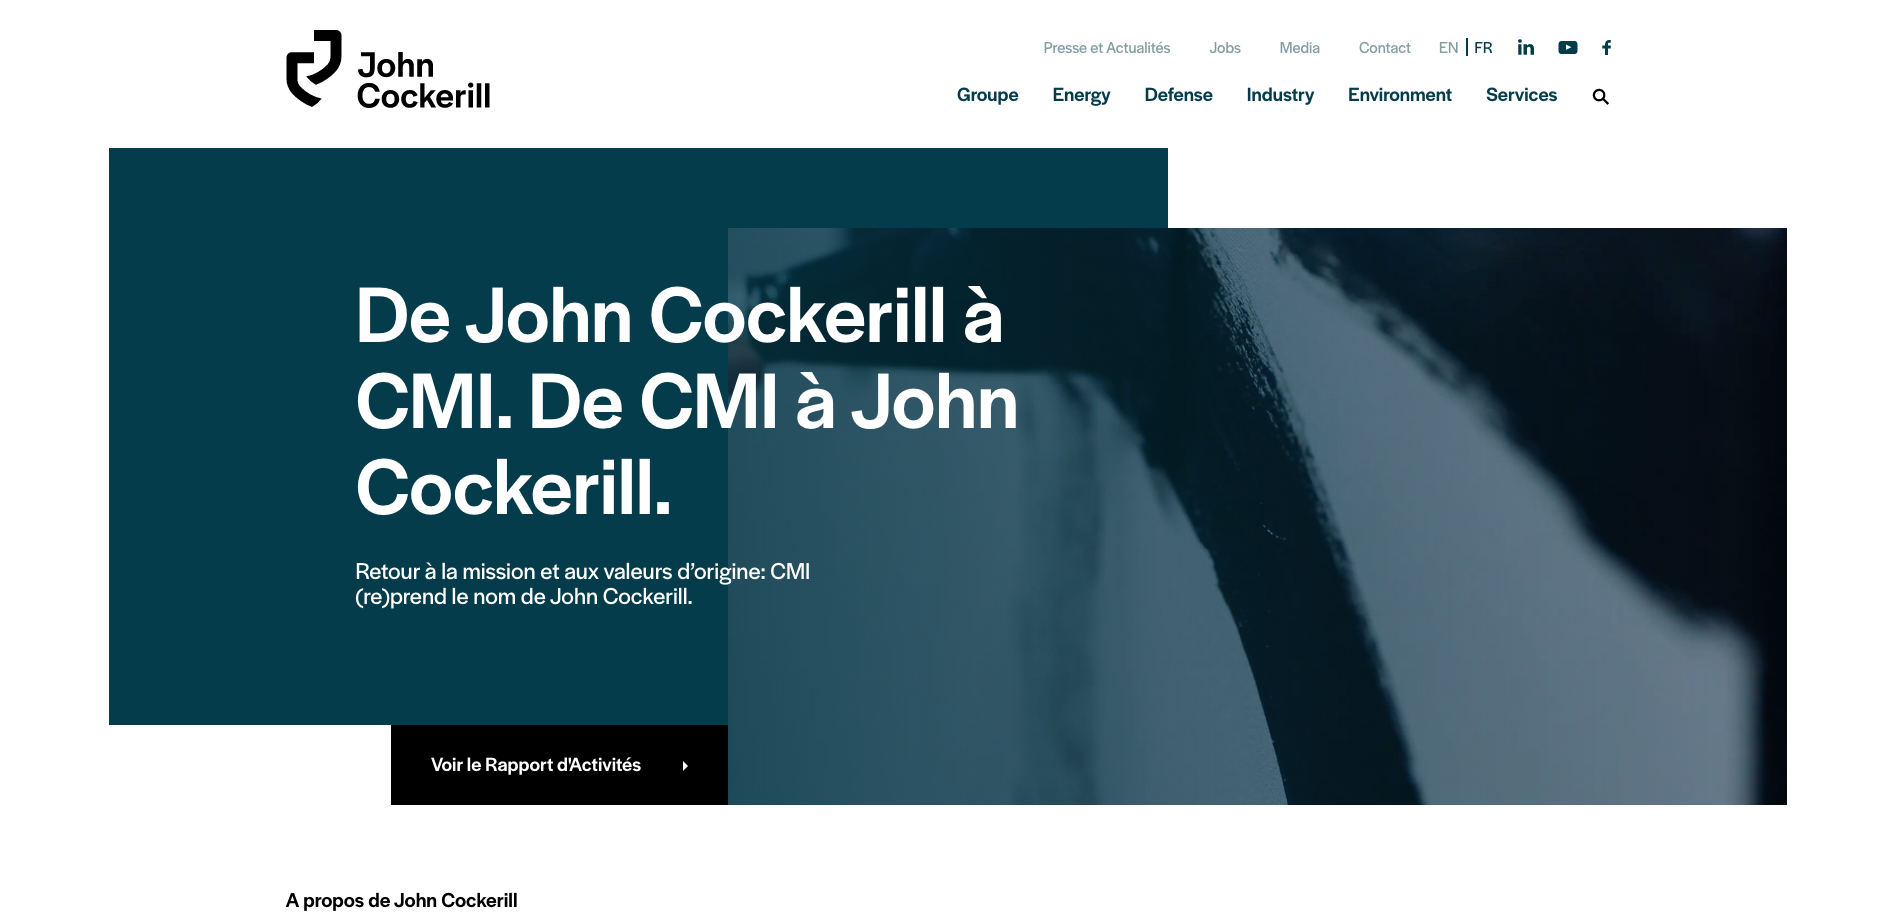 John
Cockerill
Presse et Actualités
Jobs
Media
Contact
EN
FR
Groupe
Energy
Defense
Industry
Environment
Services
De John Cockerill à
CMI. De CMI à John
Cockerill.
Retour à la mission et aux valeurs d’origine: CMI
(re)prend le nom de John Cockerill.
Voir le Rapport d'Activités
A propos de John Cockerill